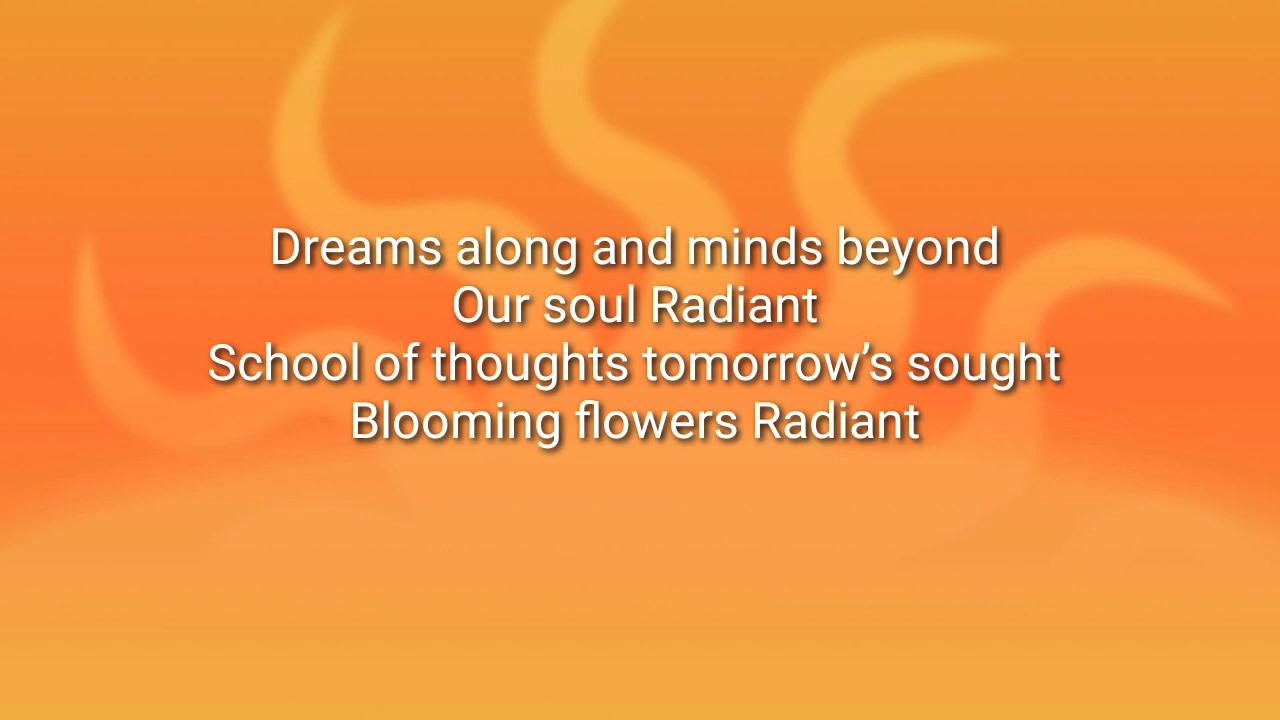 Dreams along and minds beyond
Our soul Radiant
School of thoughts tomorrow’s sought
Blooming flowers Radiant